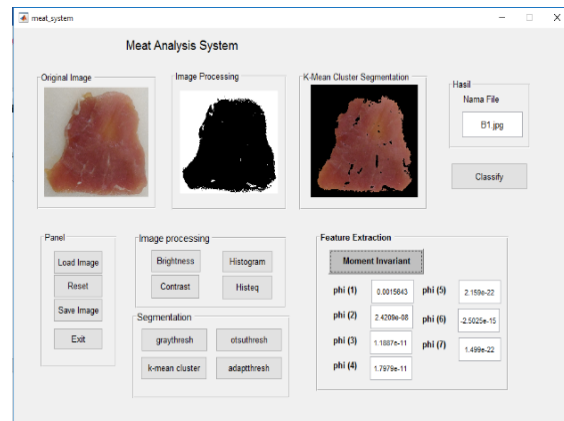 meat_system
Meat Analysis System
Original Image
Image Processing
K-Mean Cluster Segmentation
Hasil
Nama File
B1.jpg
Classify
Panel
Load Image
Reset
Save Image
Exit
Image processing
Brightness
Histogram
Contrast
Histeq
Segmentation
graythresh
otsuthresh
k-mean cluster
adaptthresh
Feature Extraction
Moment Invariant
phi (1) 0.0015643 phi (5) 2.159e-22
phi (2) 2.4209e-08 phi (6) -2.5025e-15
phi (3) 1.1887e-11 phi (7) 1.499e-22
phi (4) 1.7979e-11